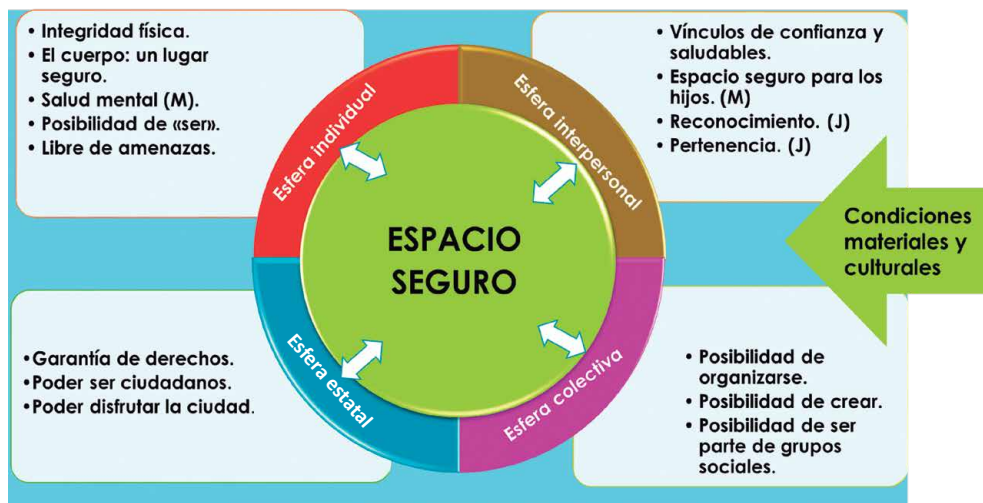 • Integridad física.
• El cuerpo: un lugar
seguro.
• Salud mental (M).
• Posibilidad de «ser».
• Libre de amenazas.
Esfera individual
Esfera interpersonal
• Vínculos de confianza y
saludables.
• Espacio seguro para los
hijos. (M)
• Reconocimiento. (J)
• Pertenencia. (J)
Condiciones
materiales y
culturales
ESPACIO
SEGURO
•Garantía de derechos.
•Poder ser ciudadanos.
•Poder disfrutar la ciudad.
Esfera estatal
Esfera colectiva
• Posibilidad de
organizarse.
• Posibilidad de crear.
• Posibilidad de ser
parte de grupos
sociales.